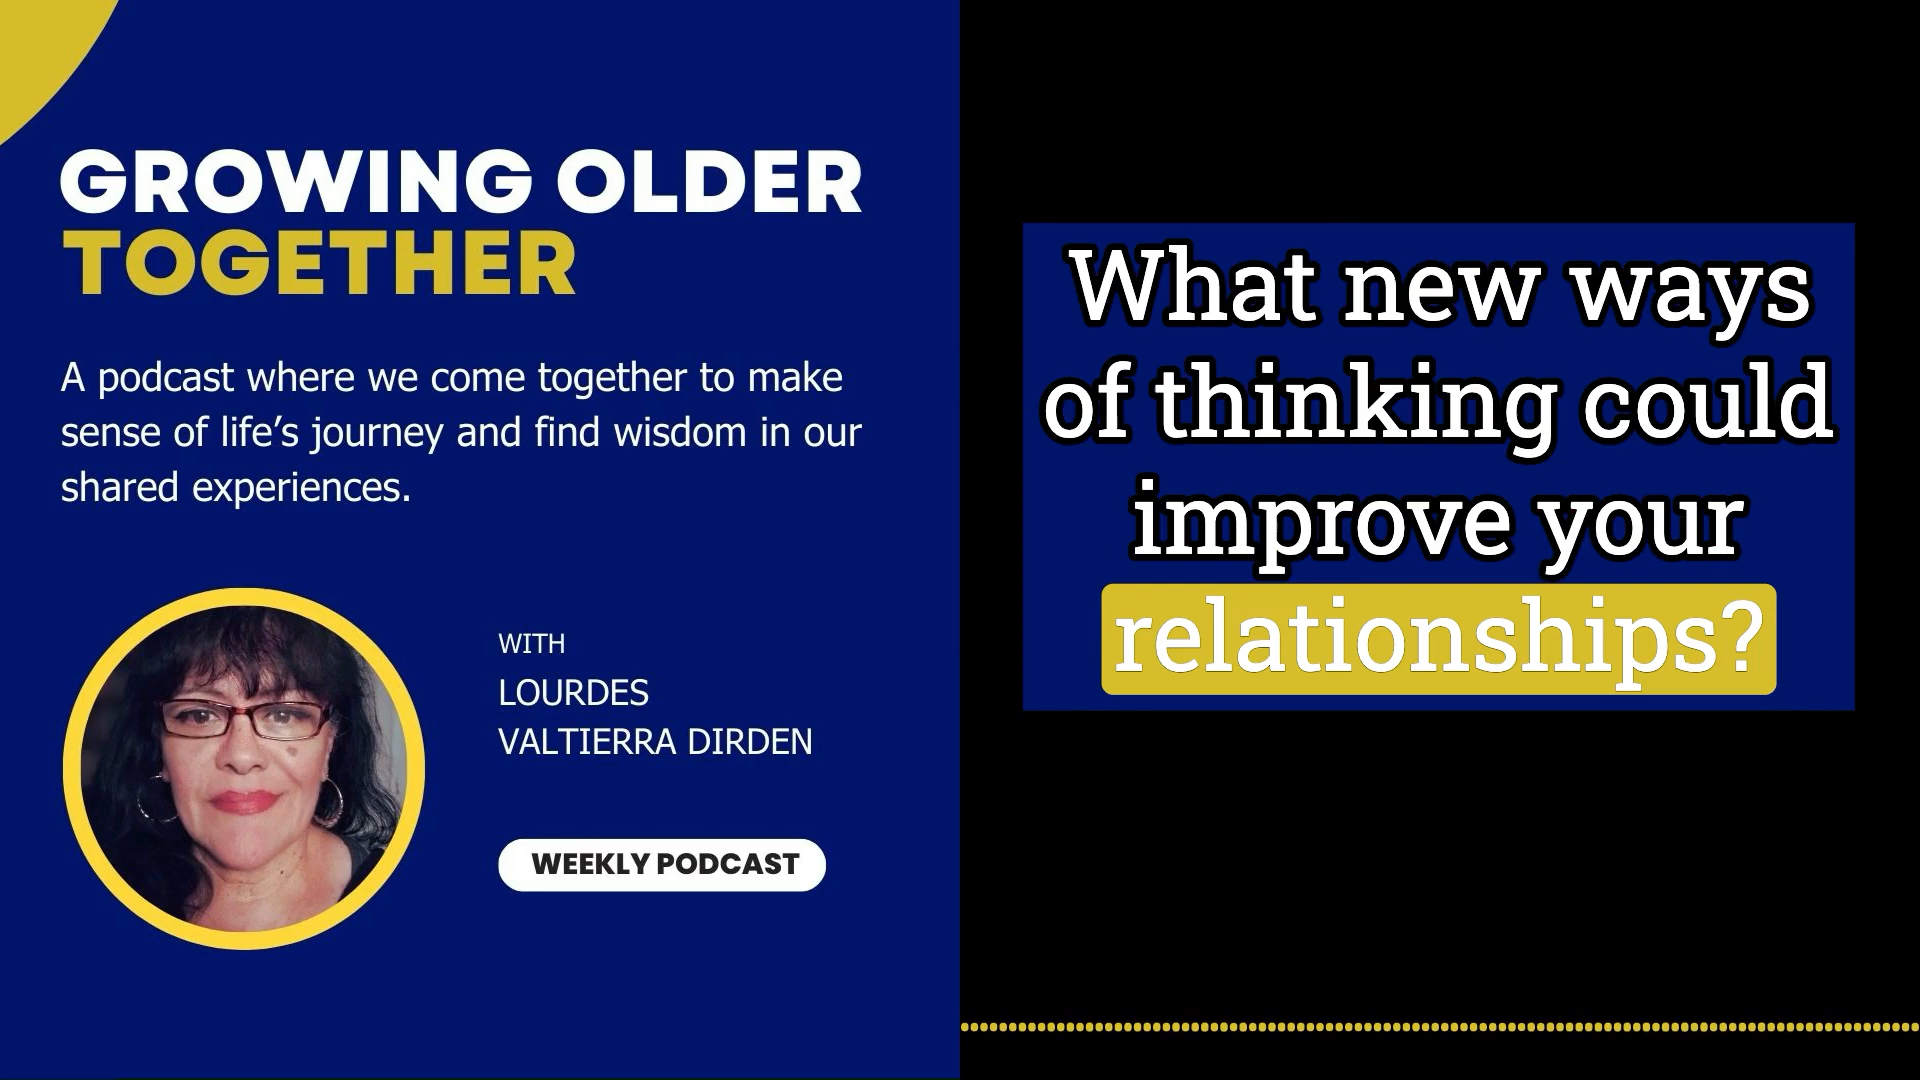 GROWING OLDER
TOGETHER
A podcast where we come together to make
sense of life’s journey and find wisdom in our
shared experiences.
WITH
LOURDES
VALTIERRA DIRDEN
WEEKLY PODCAST
What new ways
of thinking could
improve your
relationships?